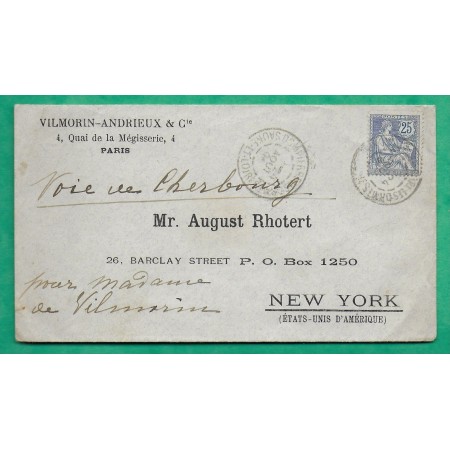 VILMORIN-ANDRIEUX & Cie
4, Quai de la Mégisserie, 4
PARIS
25
Voie de Cherbourg
Mr. August Rhotert
26, BARCLAY STREET P. O. Box 1250
pour Madame
de Vilmorin
NEW YORK
(ÉTATS-UNIS D'AMÉRIQUE)